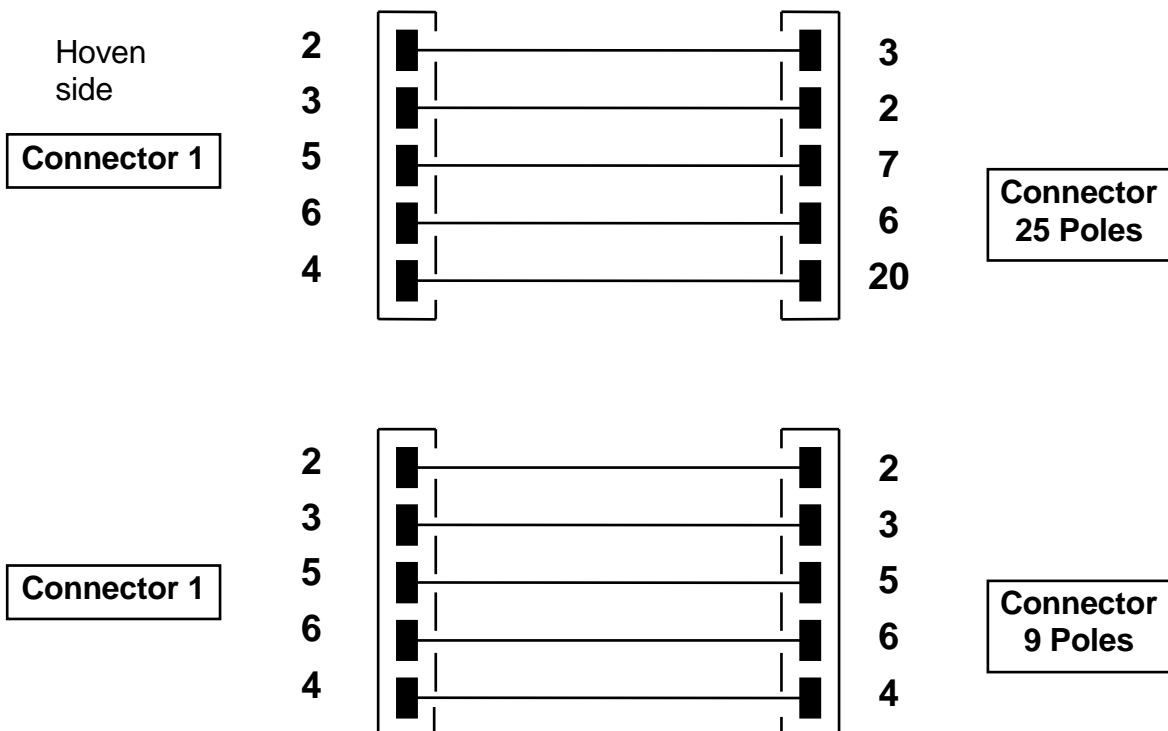 Hoven
side
Connector 1
2 3
3 2
5 7
6 6
4 20
Connector
25 Poles
2 2
3 3
5 5
6 6
4 4
Connector 1
Connector
9 Poles